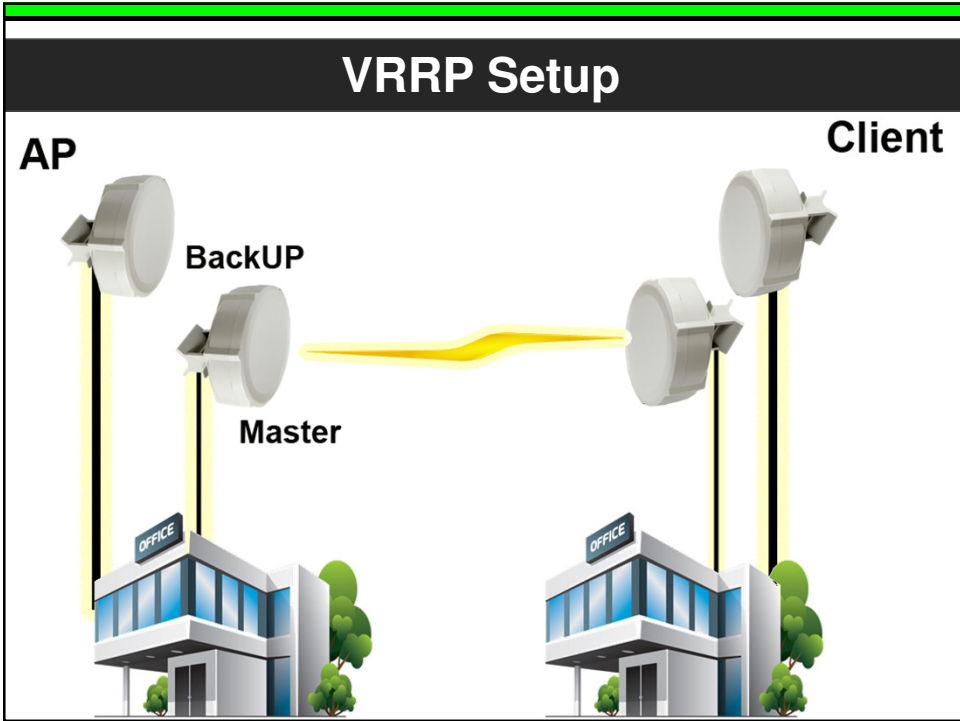 VRRP Setup
AP
Client
BackUP
Master
OFFICE
OFFICE